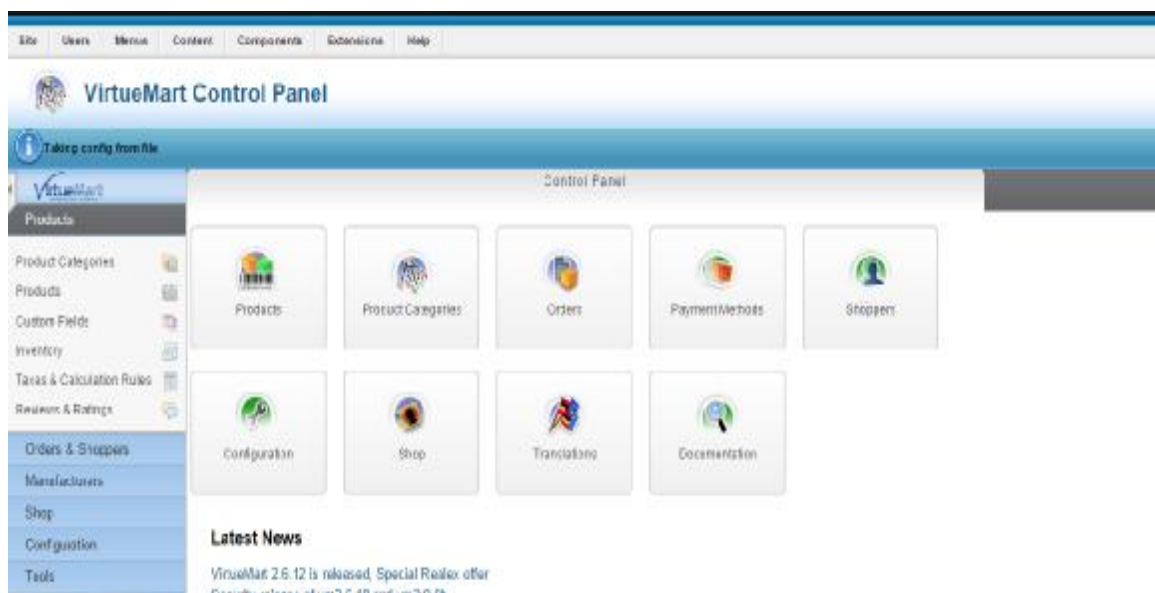 Site Users Menus Content Components Extensions Help
VirtueMart Control Panel
Taking config from file
VirtueMart
Control Panel
Products
Product Categories
Products
Custom Fields
Inventory
Taxes & Calculation Rules
Reviews & Ratings
Orders & Shoppers
Manufacturers
Shop
Configuration
Tools
Products Product Categories Orders Payment Methods Shoppers
Configuration Shop Translations Documentation
Latest News
VirtueMart 2.6.12 is released, Special Realex offer